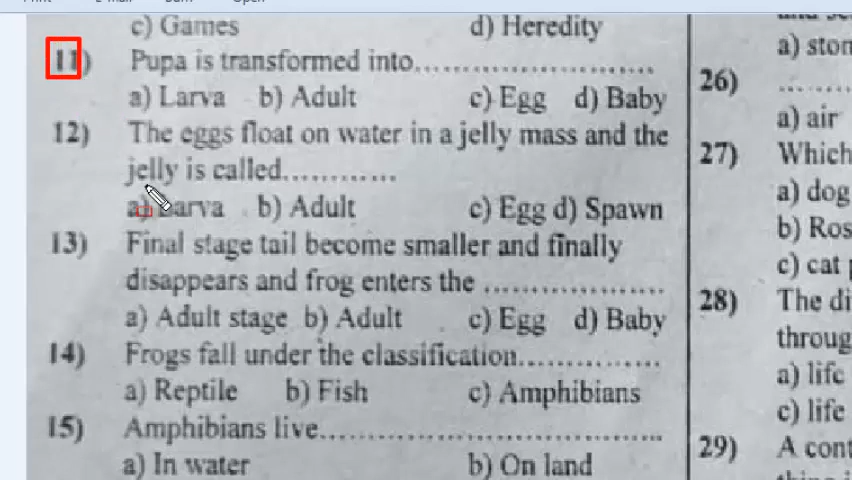 c) Games d) Heredity
11) Pupa is transformed into........................
a) Larva b) Adult c) Egg d) Baby
12) The eggs float on water in a jelly mass and the
jelly is called............
a) Larva b) Adult c) Egg d) Spawn
13) Final stage tail become smaller and finally
disappears and frog enters the ...................
a) Adult stage b) Adult c) Egg d) Baby
14) Frogs fall under the classification...............
a) Reptile b) Fish c) Amphibians
15) Amphibians live....................................
a) In water b) On land
26) ......
a) air
27) Which
a) dog
b) Ros
c) cat
28) The di
throug
a) life
c) life
29) A cont